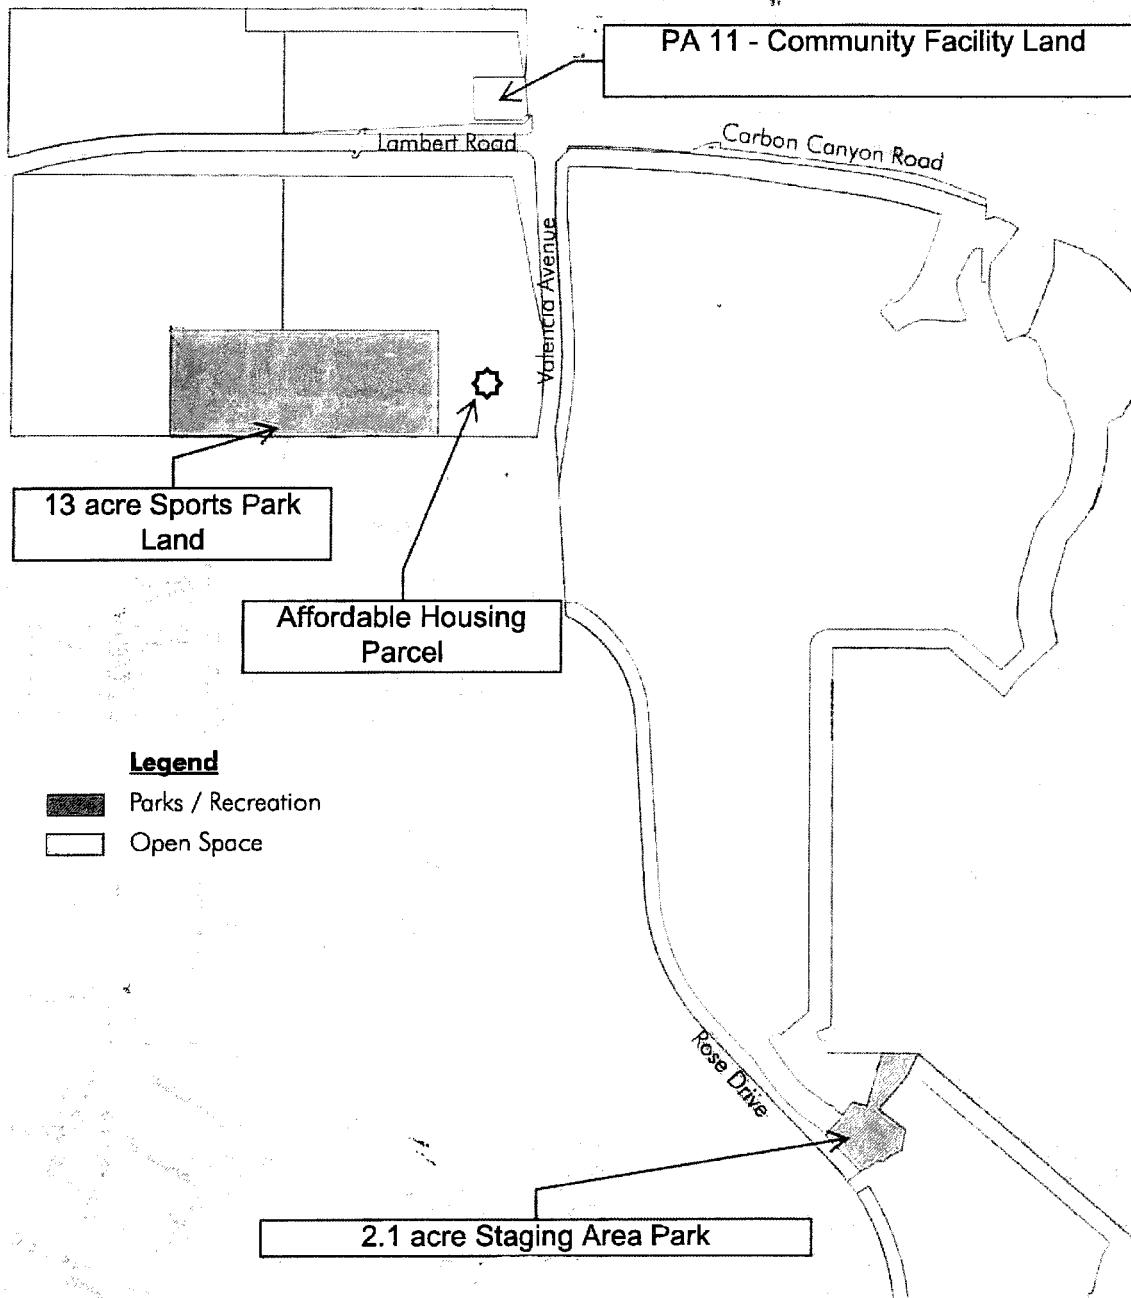 PA 11 - Community Facility Land
Lambert Road
Carbon Canyon Road
Valencia Avenue
13 acre Sports Park
Land
Affordable Housing
Parcel
Legend
Parks / Recreation
Open Space
Rose Drive
2.1 acre Staging Area Park